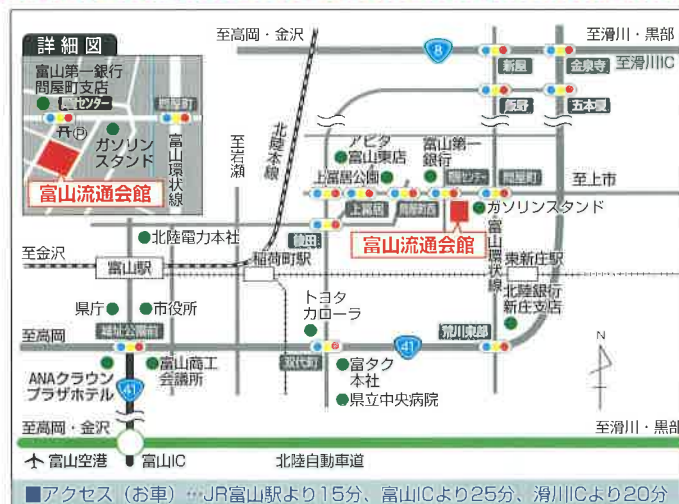 詳細図
富山第一銀行
問屋町支店
問屋センター
問屋町
ガソリン
スタンド
富山環状線
富山流通会館
至高岡・金沢
8
至滑川・黒部
至滑川IC
新屋
金泉寺
飯野
五本榎
至岩瀬
北陸本線
アピタ
富山東店
富山第一
銀行
上冨居公園
上冨居
問屋町西
問屋センター
問屋町
至上市
ガソリンスタンド
富山流通会館
富山環状線
北陸電力本社
至金沢
富山駅
稲荷町駅
東新庄駅
北陸銀行
新庄支店
県庁
市役所
トヨタ
カローラ
至高岡
福祉公園前
双代町
41
荒川東部
N
ANAクラウン
プラザホテル
富山商工
会議所
41
富タク
本社
県立中央病院
至高岡・金沢
至滑川・黒部
富山空港
富山IC
北陸自動車道
■アクセス（お車）…JR富山駅より15分、富山ICより25分、滑川ICより20分